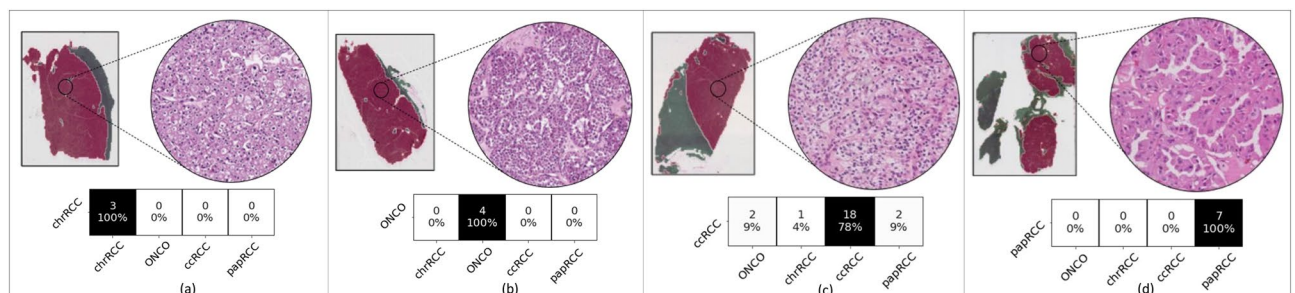 chrRCC
3 0 0 0
100% 0% 0% 0%
chrRCC ONCO ccRCC papRCC
(a)
ONCO
0 4 0 0
0% 100% 0% 0%
chrRCC ONCO ccRCC papRCC
(b)
ccRCC
2 1 18 2
9% 4% 78% 9%
ONCO chrRCC ccRCC papRCC
(c)
papRCC
0 0 0 7
0% 0% 0% 100%
ONCO chrRCC ccRCC papRCC
(d)